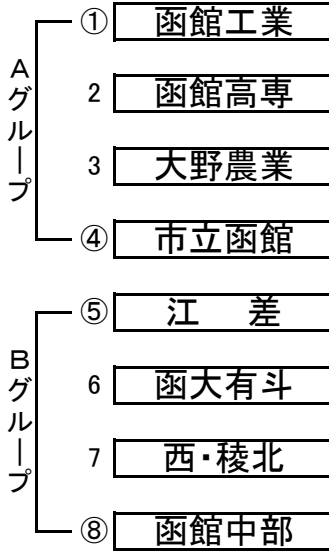 Aグループ
① 函館工業
2 函館高専
3 大野農業
④ 市立函館
Bグループ
⑤ 江 差
6 函大有斗
7 西・稜北
⑧ 函館中部